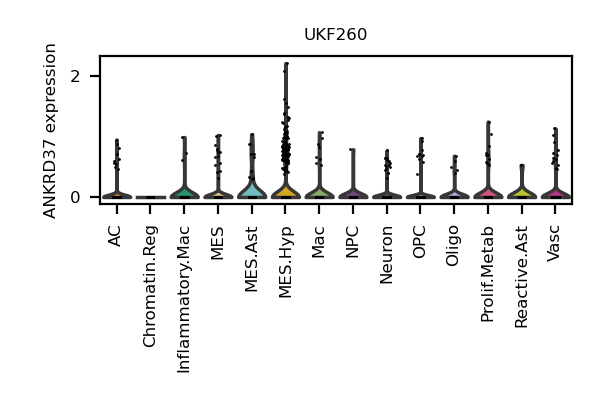 UKF260
ANKRD37 expression
2
0
AC
Chromatin.Reg
Inflammatory.Mac
MES
MES.Ast
MES.Hyp
Mac
NPC
Neuron
OPC
Oligo
Prolif.Metab
Reactive.Ast
Vasc